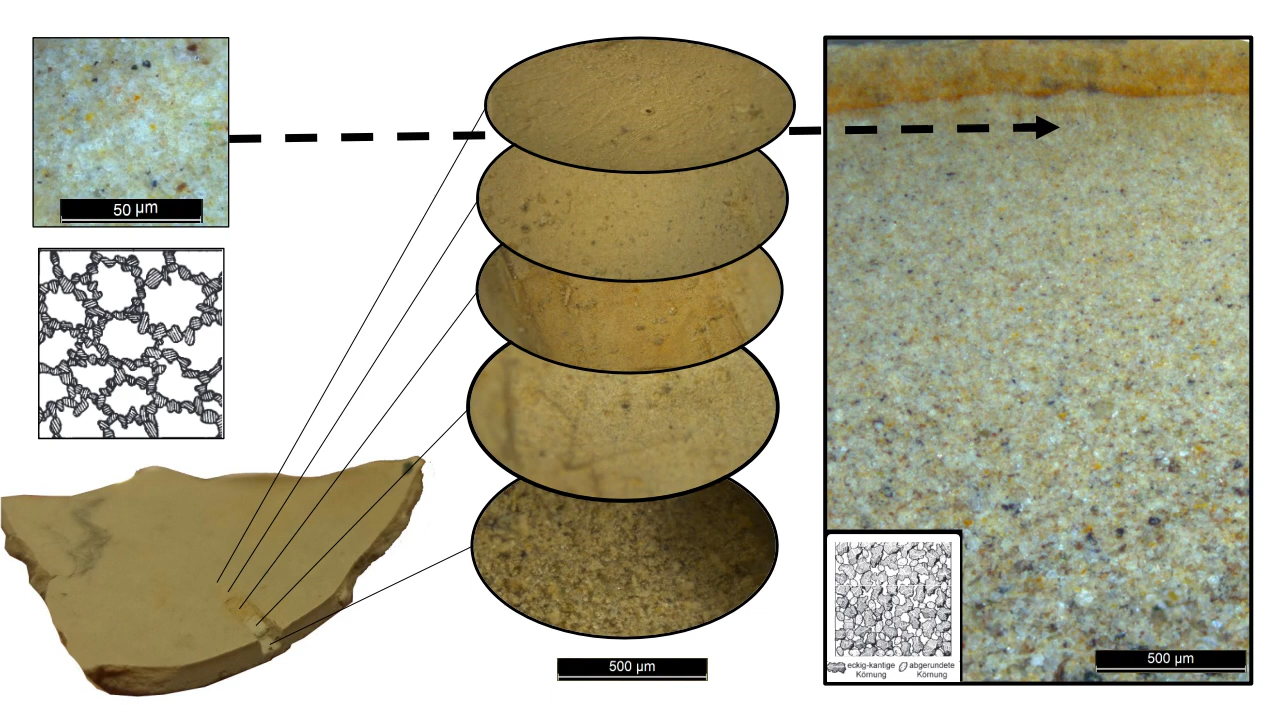 50 µm
500 µm
500 µm
eckig-kantige Körnung
abgerundete Körnung